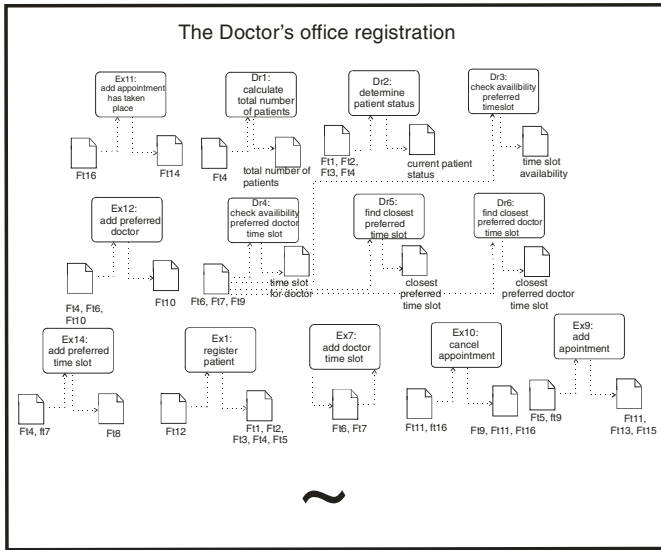 The Doctor's office registration
Ex11:
add appointment
has taken
place
Dr1:
calculate
total number
of patients
Dr2:
determine
patient status
Dr3:
check availibility
preferred
timeslot
Ft16
Ft14
Ft4
total number of
patients
Ft1, Ft2,
Ft3, Ft4
current patient
status
time slot
availability
Ex12:
add preferred
doctor
Dr4:
check availibility
preferred doctor
time slot
Dr5:
find closest
preferred
time slot
Dr6:
find closest
preferred doctor
time slot
Ft4, Ft6,
Ft10
Ft10
Ft6, Ft7, Ft9
time slot
for doctor
closest
preferred
time slot
closest
preferred doctor
time slot
Ex14:
add preferred
time slot
Ex1:
register
patient
Ex7:
add doctor
time slot
Ex10:
cancel
appointment
Ex9:
add
apointment
Ft4, ft7
Ft8
Ft12
Ft1, Ft2,
Ft3, Ft4, Ft5
Ft6, Ft7
Ft11, ft16
Ft9, Ft11, Ft16
Ft5, ft9
Ft11,
Ft13, Ft15
~